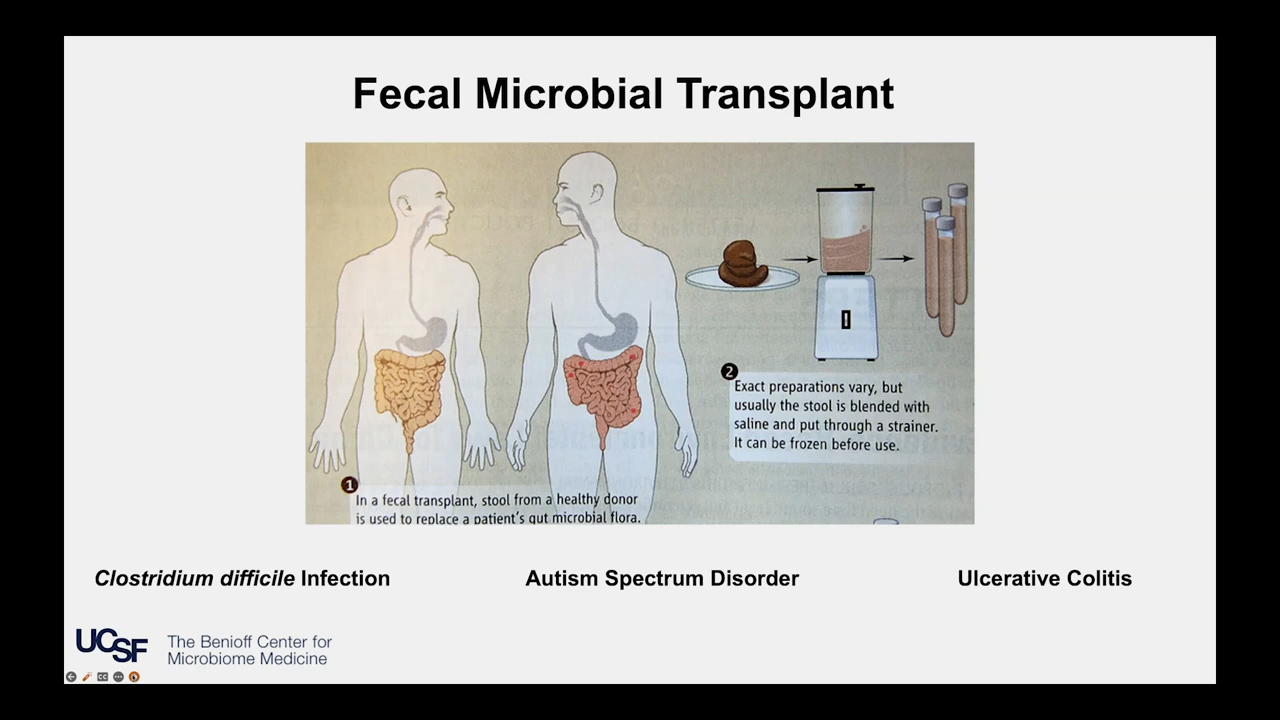 Fecal Microbial Transplant
1
In a fecal transplant, stool from a healthy donor
is used to replace a patient's gut microbial flora.
2
Exact preparations vary, but
usually the stool is blended with
saline and put through a strainer.
It can be frozen before use.
Clostridium difficile Infection
Autism Spectrum Disorder
Ulcerative Colitis
UCSF
The Benioff Center for
Microbiome Medicine
CC